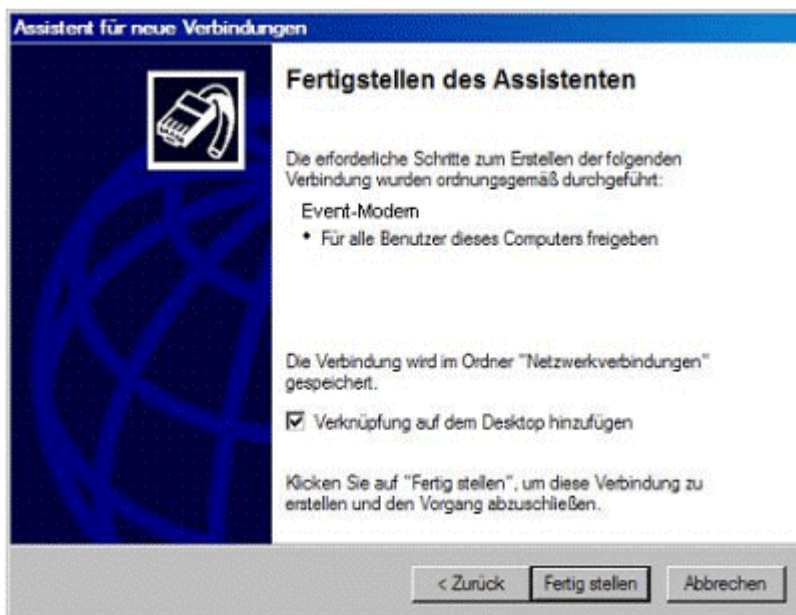 Assistent für neue Verbindungen
Fertigstellen des Assistenten
Die erforderliche Schritte zum Erstellen der folgenden
Verbindung wurden ordnungsgemäß durchgeführt:
Event-Modem
• Für alle Benutzer dieses Computers freigeben
Die Verbindung wird im Ordner "Netzwerkverbindungen"
gespeichert.
Verknüpfung auf dem Desktop hinzufügen
Klicken Sie auf "Fertig stellen", um diese Verbindung zu
erstellen und den Vorgang abzuschließen.
< Zurück Fertig stellen Abbrechen